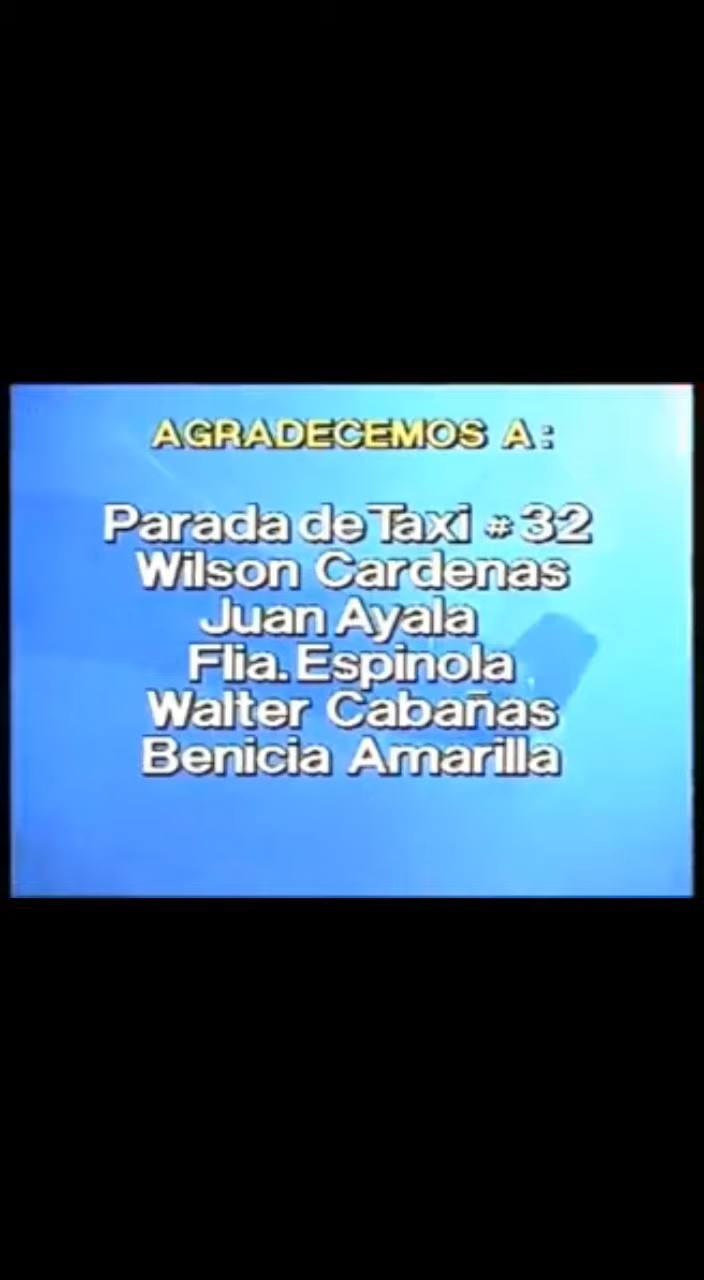 AGRADECEMOS A:
Parada de Taxi # 32
Wilson Cardenas
Juan Ayala
Flia. Espinola
Walter Cabañas
Benicia Amarilla